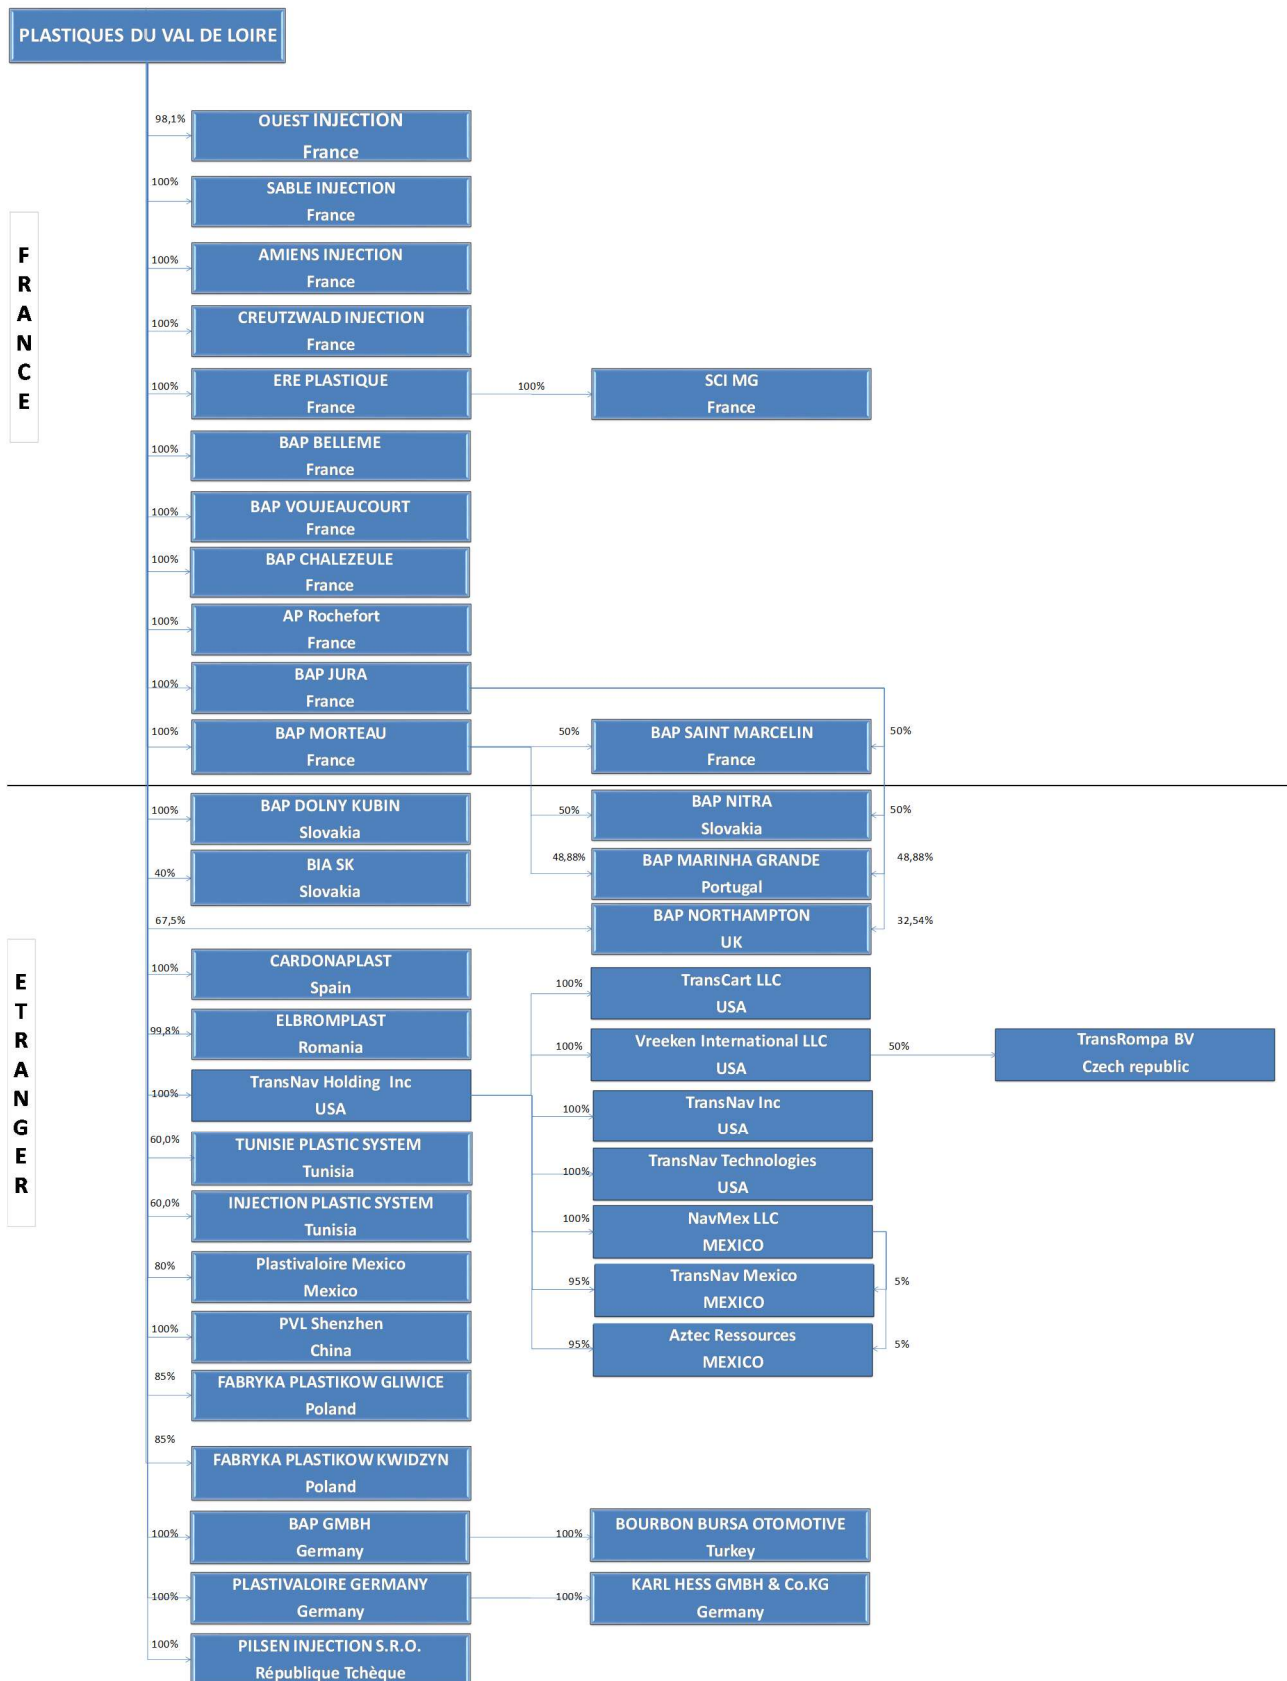 PLASTIQUES DU VAL DE LOIRE
F
R
A
N
C
E
98,1%
OUEST INJECTION
France
100%
SABLE INJECTION
France
100%
AMIENS INJECTION
France
100%
CREUTZWALD INJECTION
France
100%
ERE PLASTIQUE
France
100%
SCI MG
France
100%
BAP BELLEME
France
100%
BAP VOUJEAUCOURT
France
100%
BAP CHALEZEULE
France
100%
AP Rochefort
France
100%
BAP JURA
France
100%
BAP MORTEAU
France
50%
BAP SAINT MARCELIN
France
50%
E
T
R
A
N
G
E
R
100%
BAP DOLNY KUBIN
Slovakia
50%
BAP NITRA
Slovakia
50%
40%
BIA SK
Slovakia
48,88%
BAP MARINHA GRANDE
Portugal
48,88%
67,5%
BAP NORTHAMPTON
UK
32,54%
100%
CARDONAPLAST
Spain
100%
TransCart LLC
USA
99,8%
ELBROMPLAST
Romania
100%
Vreeken International LLC
USA
50%
TransRompa BV
Czech republic
100%
TransNav Holding Inc
USA
100%
TransNav Inc
USA
60,0%
TUNISIE PLASTIC SYSTEM
Tunisia
100%
TransNav Technologies
USA
60,0%
INJECTION PLASTIC SYSTEM
Tunisia
100%
NavMex LLC
MEXICO
80%
Plastivaloire Mexico
Mexico
95%
TransNav Mexico
MEXICO
5%
100%
PVL Shenzhen
China
95%
Aztec Ressources
MEXICO
5%
85%
FABRYKA PLASTIKOW GLIWICE
Poland
85%
FABRYKA PLASTIKOW KWIDZYN
Poland
100%
BAP GMBH
Germany
100%
BOURBON BURSA OTOMOTIVE
Turkey
100%
PLASTIVALOIRE GERMANY
Germany
100%
KARL HESS GMBH & Co.KG
Germany
100%
PILSEN INJECTION S.R.O.
République Tchèque